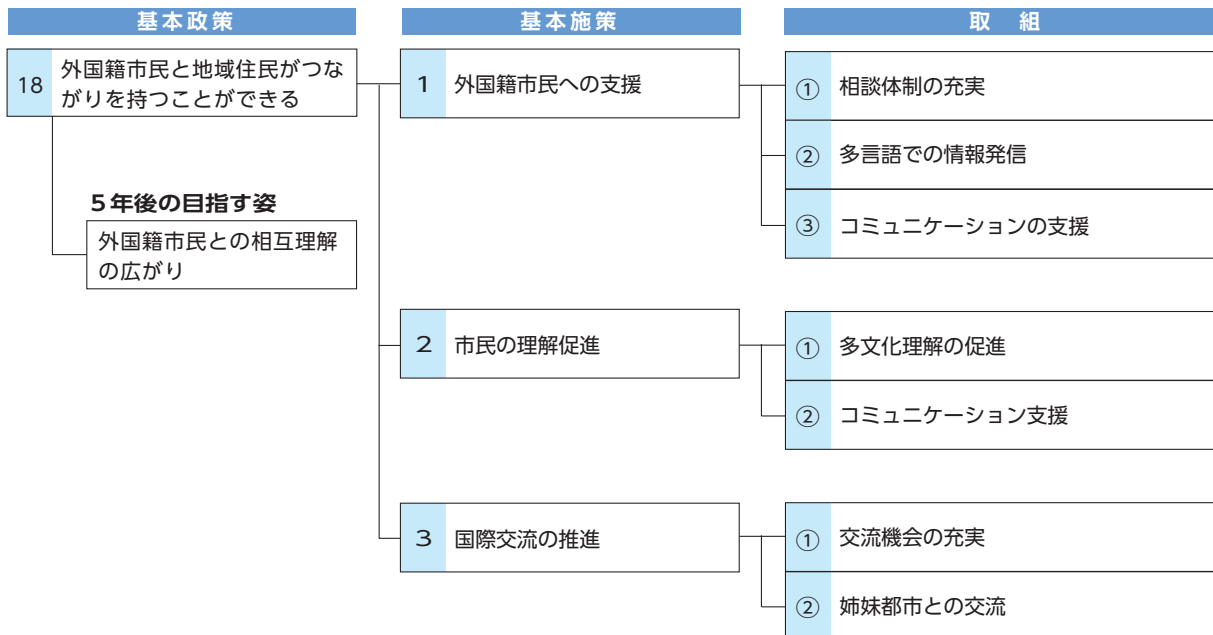 基本政策
18
外国籍市民と地域住民がつな
がりを持つことができる
5年後の目指す姿
外国籍市民との相互理解
の広がり
基本施策
1 外国籍市民への支援
2 市民の理解促進
3 国際交流の推進
取 組
① 相談体制の充実
② 多言語での情報発信
③ コミュニケーションの支援
① 多文化理解の促進
② コミュニケーション支援
① 交流機会の充実
② 姉妹都市との交流